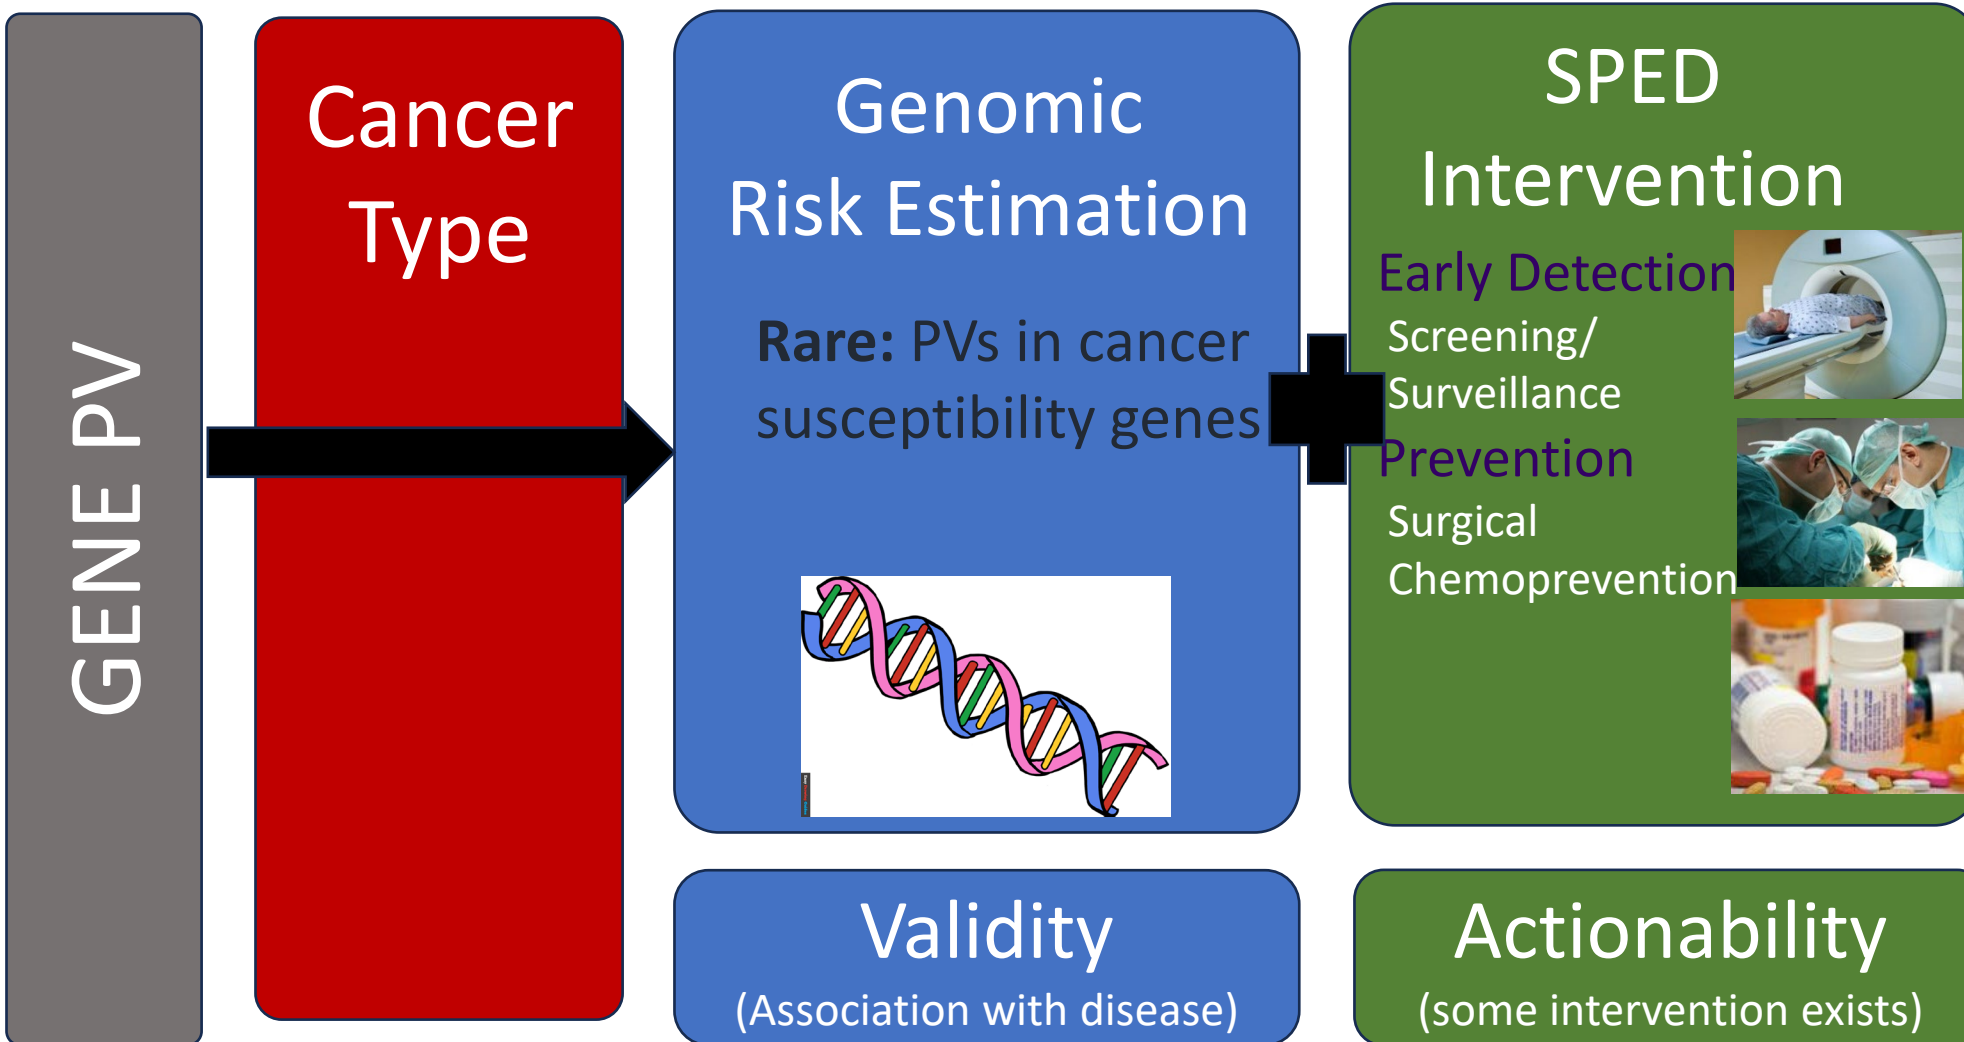 GENE PV
Cancer
Type
Genomic
Risk Estimation
Rare: PVs in cancer
susceptibility genes
SPED
Intervention
Early Detection
Screening/
Surveillance
Prevention
Surgical
Chemoprevention
Validity
(Association with disease)
Actionability
(some intervention exists)